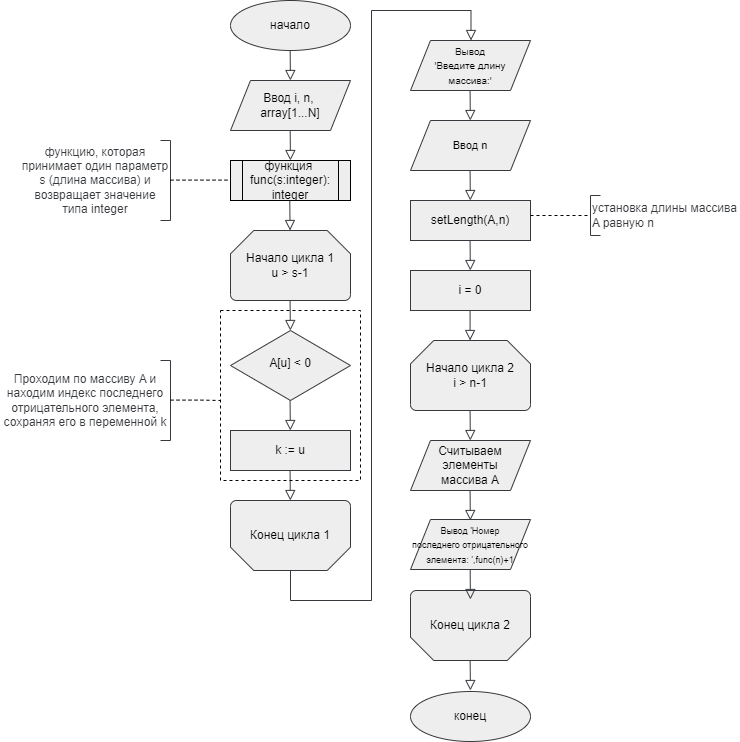 начало
Ввод i, n,
array[1...N]
функцию, которая
принимает один параметр
s (длина массива) и
возвращает значение
типа integer
функция
func(s:integer):
integer
Начало цикла 1
u > s-1
A[u] < 0
Проходим по массиву A и
находим индекс последнего
отрицательного элемента,
сохраняя его в переменной k
k := u
Конец цикла 1
Вывод
'Введите длину
массива:'
Ввод n
setLength(A,n)
установка длины массива
A равную n
i = 0
Начало цикла 2
i > n-1
Считываем
элементы
массива A
Вывод 'Номер
последнего отрицательного
элемента: ',func(n)+1
Конец цикла 2
конец